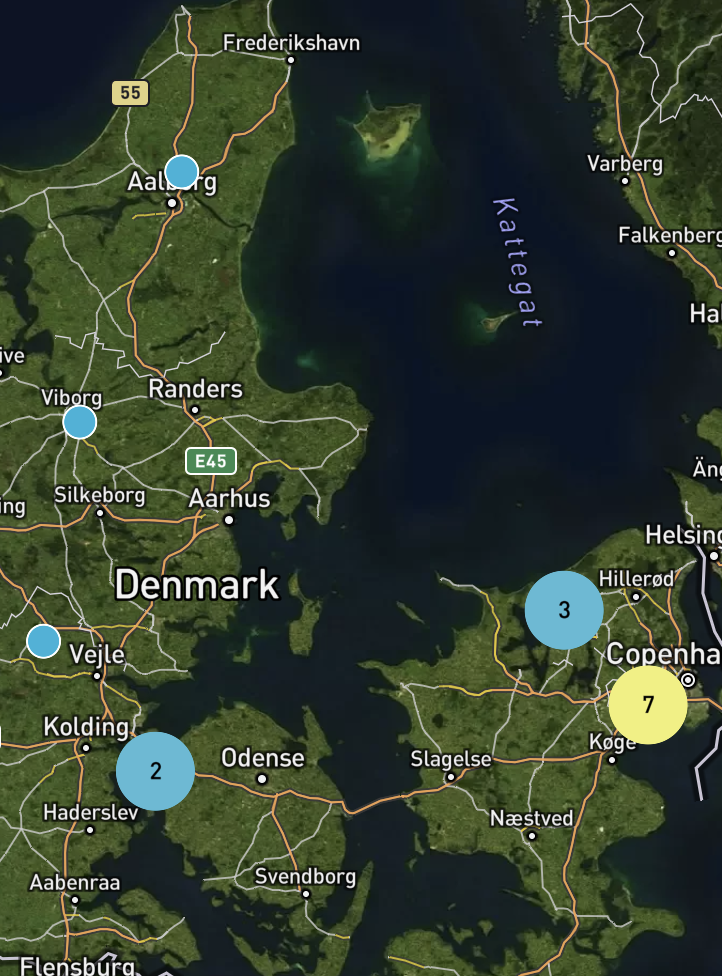 Frederikshavn
55
Varberg
Aalborg
Kattegat
Falkenberg
Ha
ive
Randers
Viborg
E45
Äng
Silkeborg
Aarhus
ing
Helsing
Denmark
Hillerød
3
Vejle
Copenha
7
Kolding
Køge
Odense
Slagelse
2
Haderslev
Næstved
Aabenraa
Svendborg
Flensburg